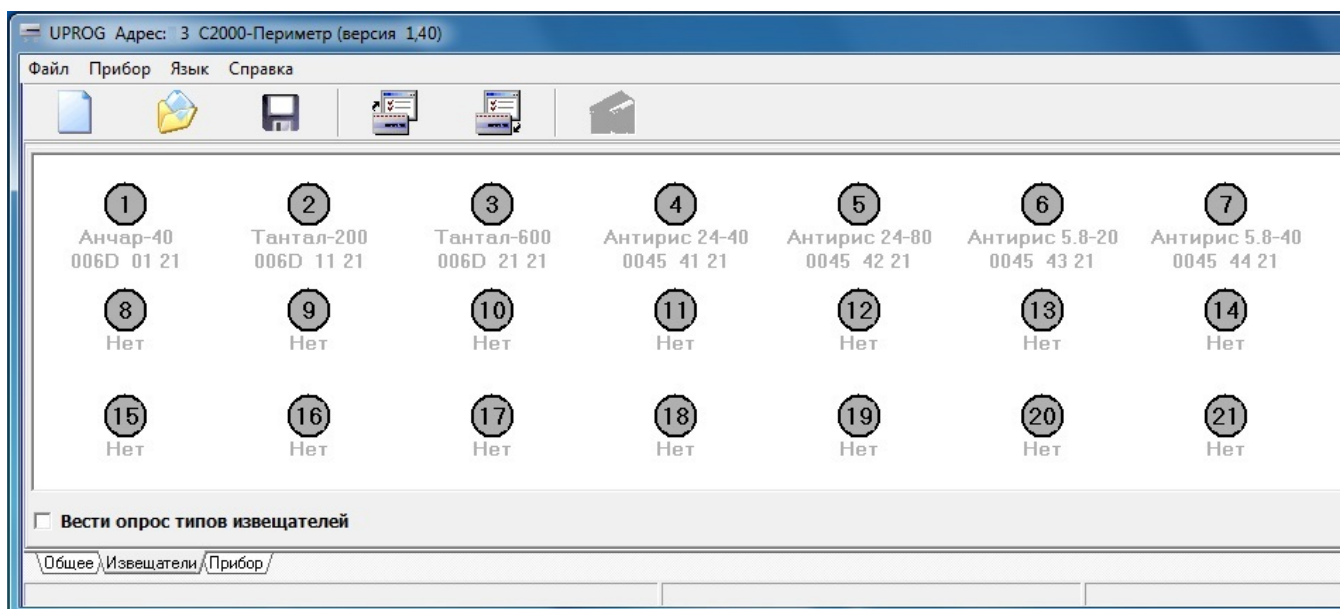 UPROG Адрес: 3 С2000-Периметр (версия 1,40)
Файл Прибор Язык Справка
1 2 3 4 5 6 7
Анчар-40 Тантал-200 Тантал-600 Антирис 24-40 Антирис 24-80 Антирис 5.8-20 Антирис 5.8-40
006D 01 21 006D 11 21 006D 21 21 0045 41 21 0045 42 21 0045 43 21 0045 44 21
8 9 10 11 12 13 14
Нет Нет Нет Нет Нет Нет Нет
15 16 17 18 19 20 21
Нет Нет Нет Нет Нет Нет Нет
Вести опрос типов извещателей
Общее Извещатели Прибор